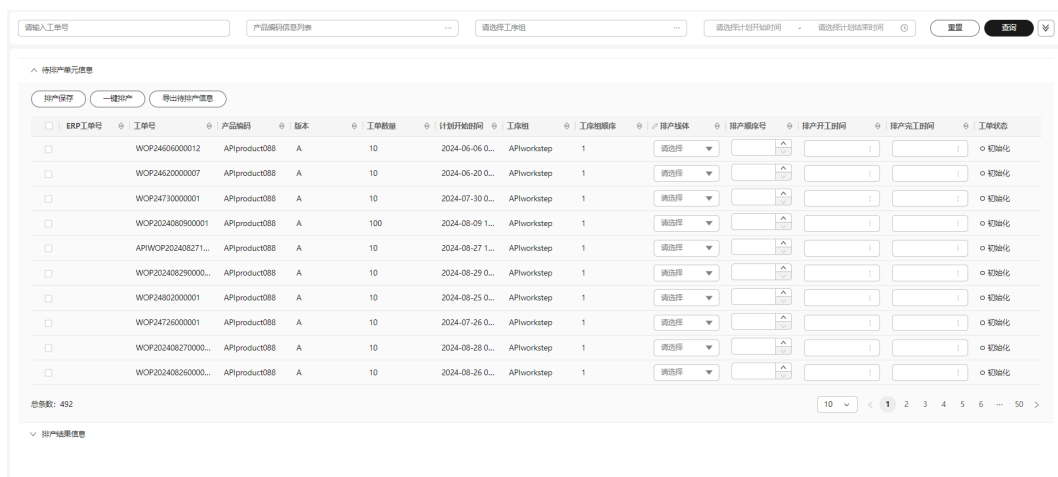 请输入工单号 产品编码信息列表 ... 请选择工序组 ... 请选择计划开始时间 - 请选择计划结束时间 重置 查询
待排产单元信息
排产保存 一键排产 导出待排产信息
ERP工单号 工单号 产品编码 版本 工单数量 计划开始时间 工序组 工序组顺序 排产线体 排产顺序号 排产开工时间 排产完工时间 工单状态
WOP24606000012 APIproduct088 A 10 2024-06-06 0... APIworkstep 1 请选择 初始化
WOP24620000007 APIproduct088 A 10 2024-06-20 0... APIworkstep 1 请选择 初始化
WOP24730000001 APIproduct088 A 10 2024-07-30 0... APIworkstep 1 请选择 初始化
WOP2024080900001 APIproduct088 A 100 2024-08-09 1... APIworkstep 1 请选择 初始化
APIWOP202408271... APIproduct088 A 10 2024-08-27 1... APIworkstep 1 请选择 初始化
WOP202408290000... APIproduct088 A 10 2024-08-29 0... APIworkstep 1 请选择 初始化
WOP24802000001 APIproduct088 A 10 2024-08-25 0... APIworkstep 1 请选择 初始化
WOP24726000001 APIproduct088 A 10 2024-07-26 0... APIworkstep 1 请选择 初始化
WOP202408270000... APIproduct088 A 10 2024-08-28 0... APIworkstep 1 请选择 初始化
WOP202408260000... APIproduct088 A 10 2024-08-26 0... APIworkstep 1 请选择 初始化
总条数: 492 10 < 1 2 3 4 5 6 ... 50 >
排产结果信息